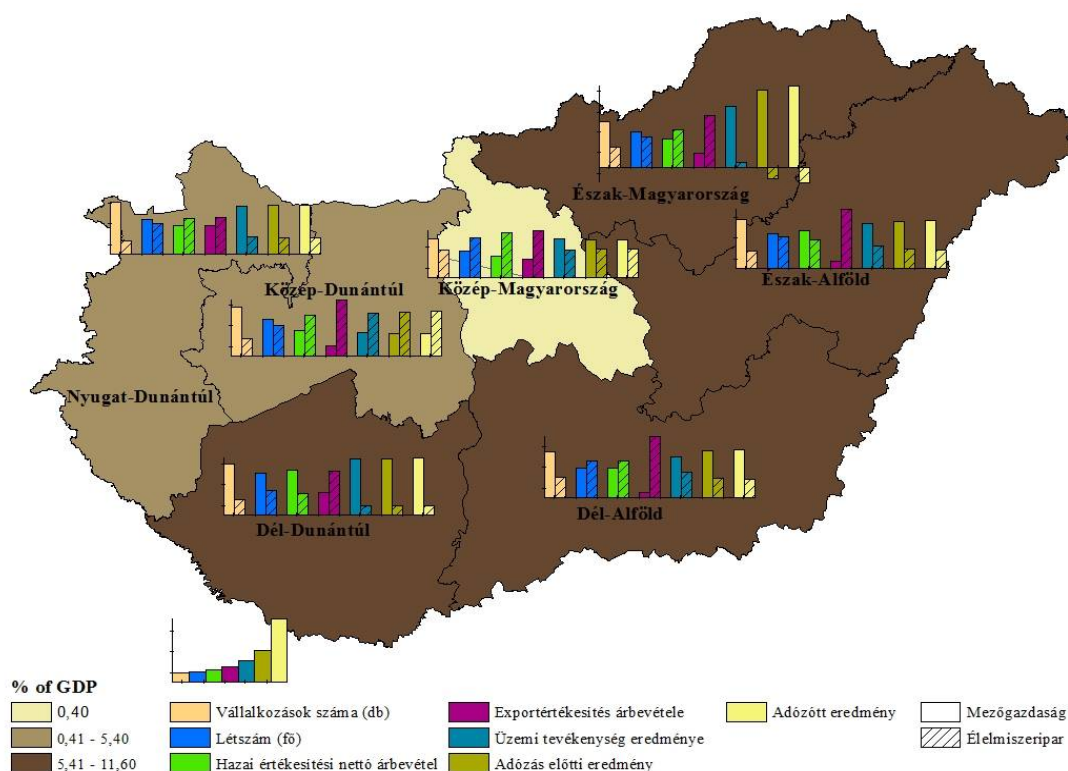 Észak-Magyarország
Észak-Alföld
Közép-Dunántúl
Közép-Magyarország
Nyugat-Dunántúl
Dél-Dunántúl
Dél-Alföld
% of GDP
0,40
0,41 - 5,40
5,41 - 11,60
Vállalkozások száma (db)
Létszám (fő)
Hazai értékesítési nettó árbevétel
Exportértékesítés árbevétele
Üzemi tevékenység eredménye
Adózás előtti eredmény
Adózott eredmény
Mezőgazdaság
Élelmiszeripar